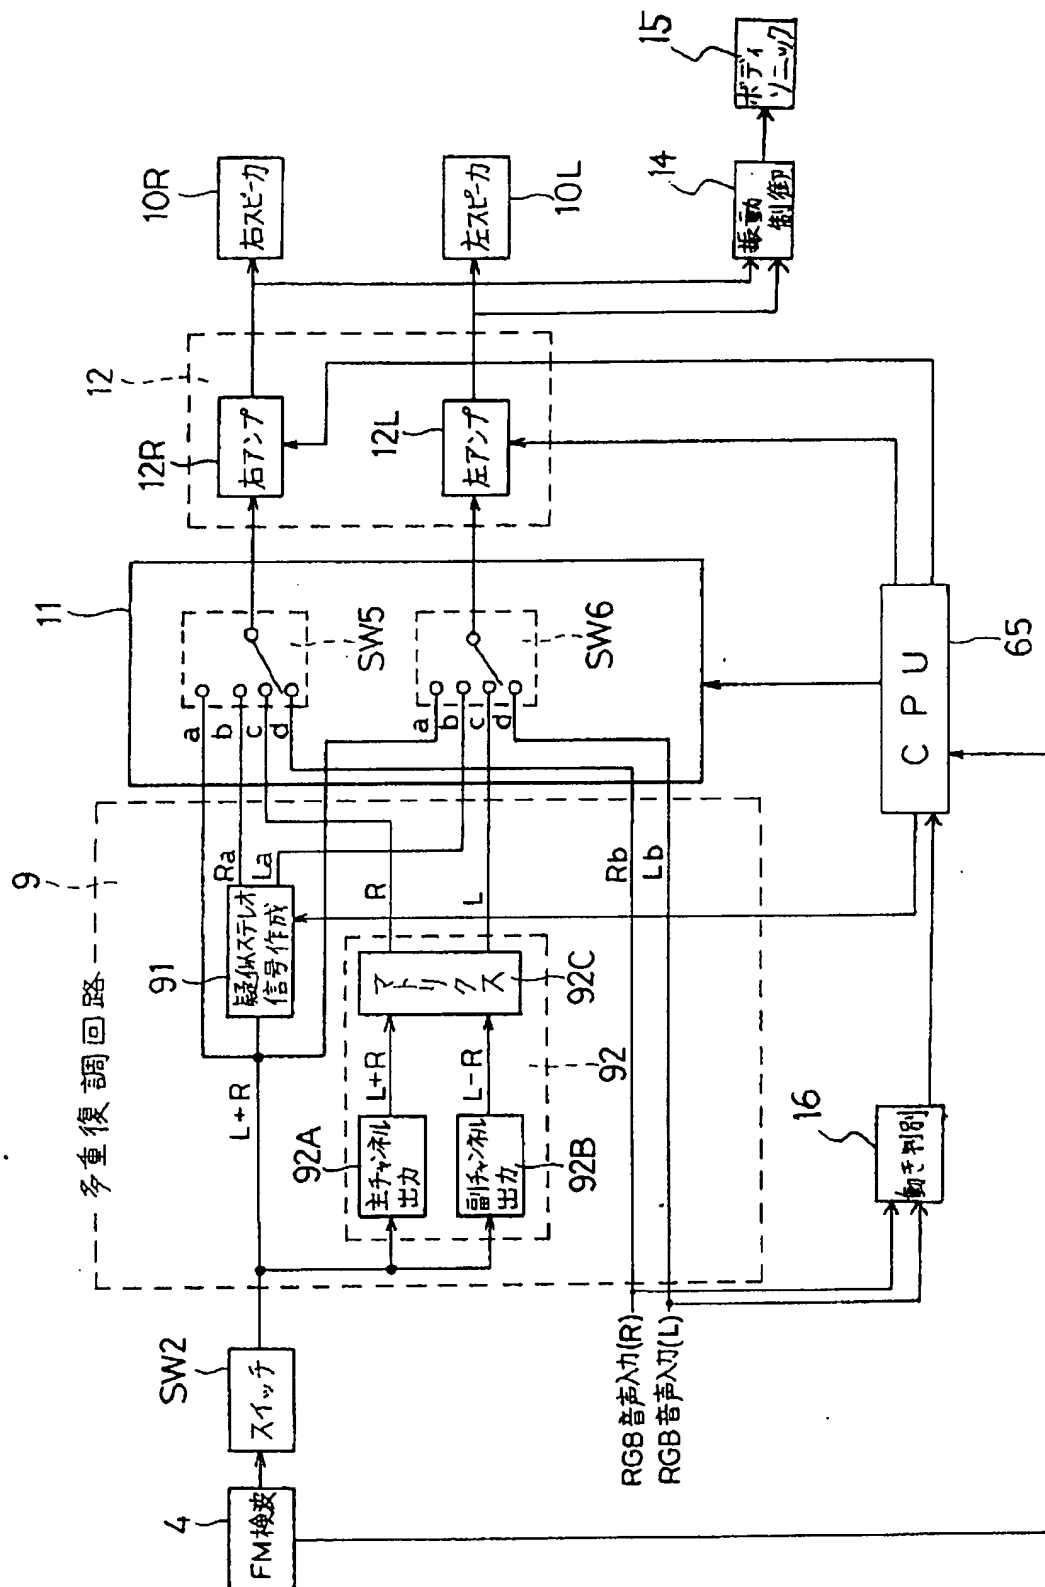 4
FM検波
SW2
スイッチ
9
多重復調回路
L+R
91
疑似ステレオ
信号作成
Ra
La
92A
主チャンネル
出力
92B
副チャンネル
出力
L+R
L-R
マトリクス
92C
92
R
L
Rb
Lb
RGB音声入力(R)
RGB音声入力(L)
11
a
b
c
d
SW5
a
b
c
d
SW6
12
12R
右アンプ
12L
左アンプ
10R
右スピーカ
10L
左スピーカ
14
振動
制御
15
ボディ
ソニック
16
動き判別
CPU
65